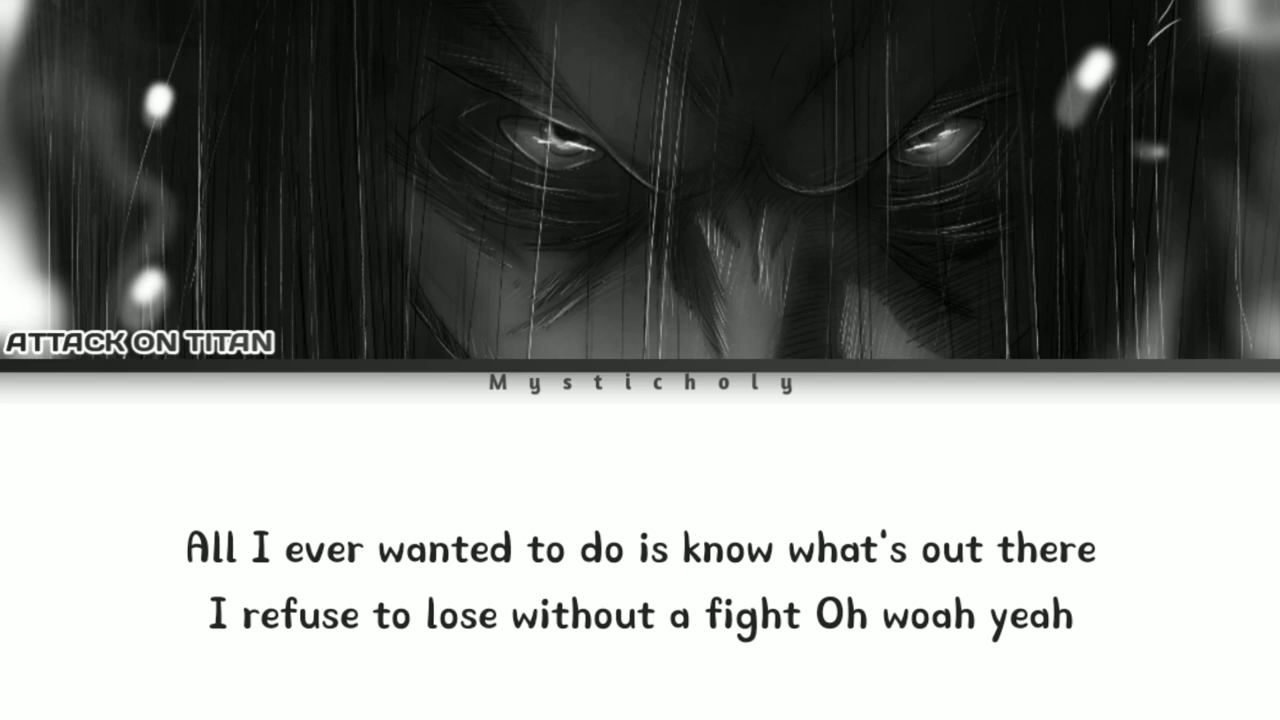 ATTACK ON TITAN
Mysticholy
All I ever wanted to do is know what's out there
I refuse to lose without a fight Oh woah yeah